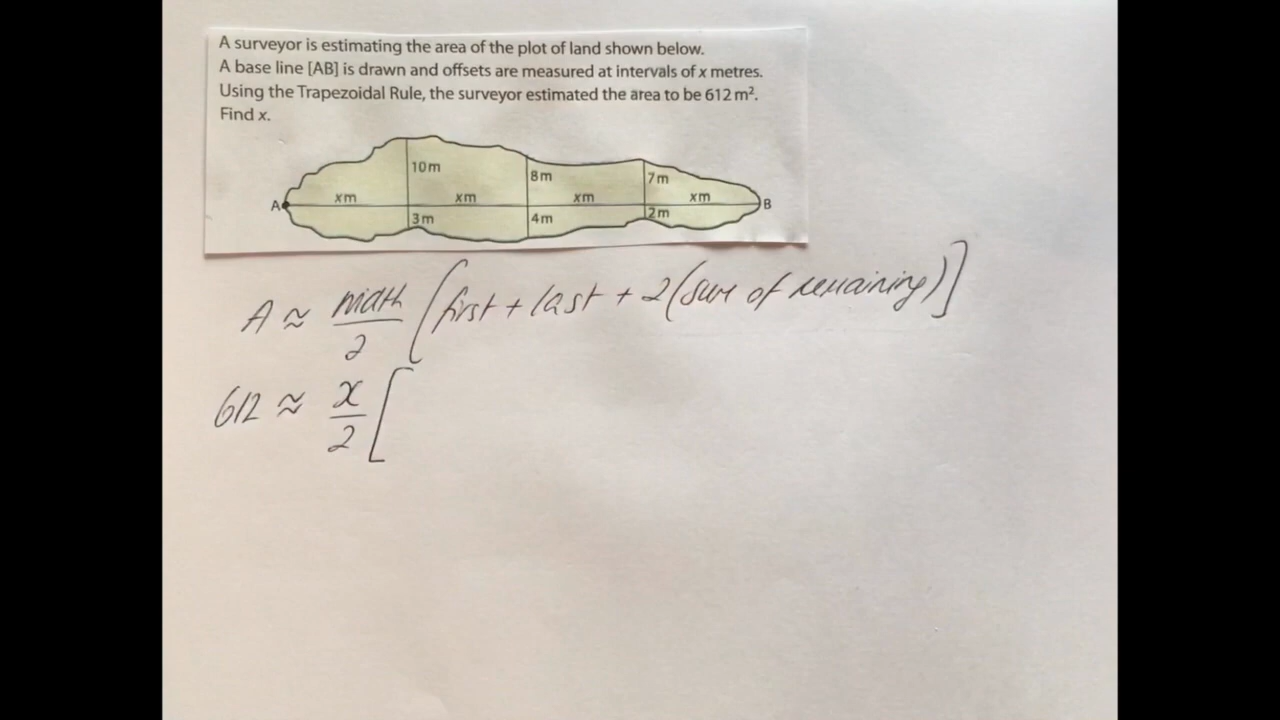 A surveyor is estimating the area of the plot of land shown below.
A base line [AB] is drawn and offsets are measured at intervals of x metres.
Using the Trapezoidal Rule, the surveyor estimated the area to be 612 m².
Find x.
10m
8m
7m
A xm xm xm xm B
3m
4m
2m
A ≈ width/2 [first + last + 2(sum of remaining)]
612 ≈ x/2 [